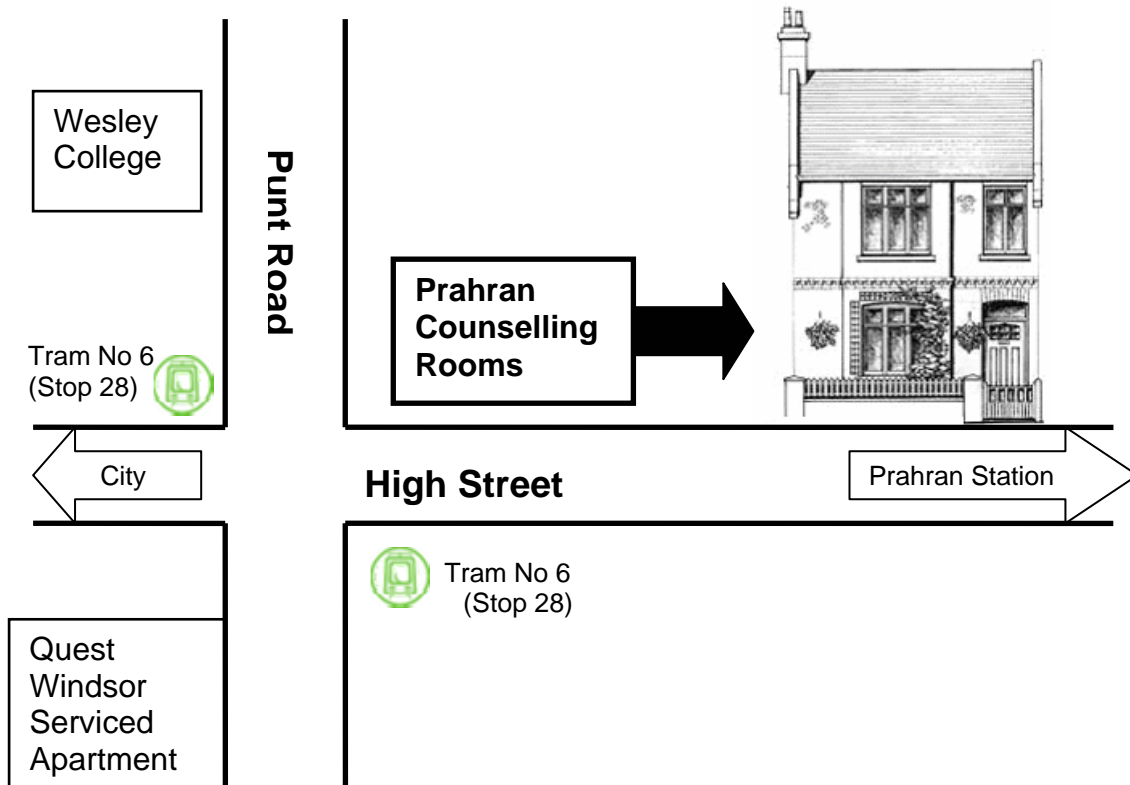 Wesley
College
Punt Road
Prahran
Counselling
Rooms
Tram No 6
(Stop 28)
City
High Street
Prahran Station
Tram No 6
(Stop 28)
Quest
Windsor
Serviced
Apartment